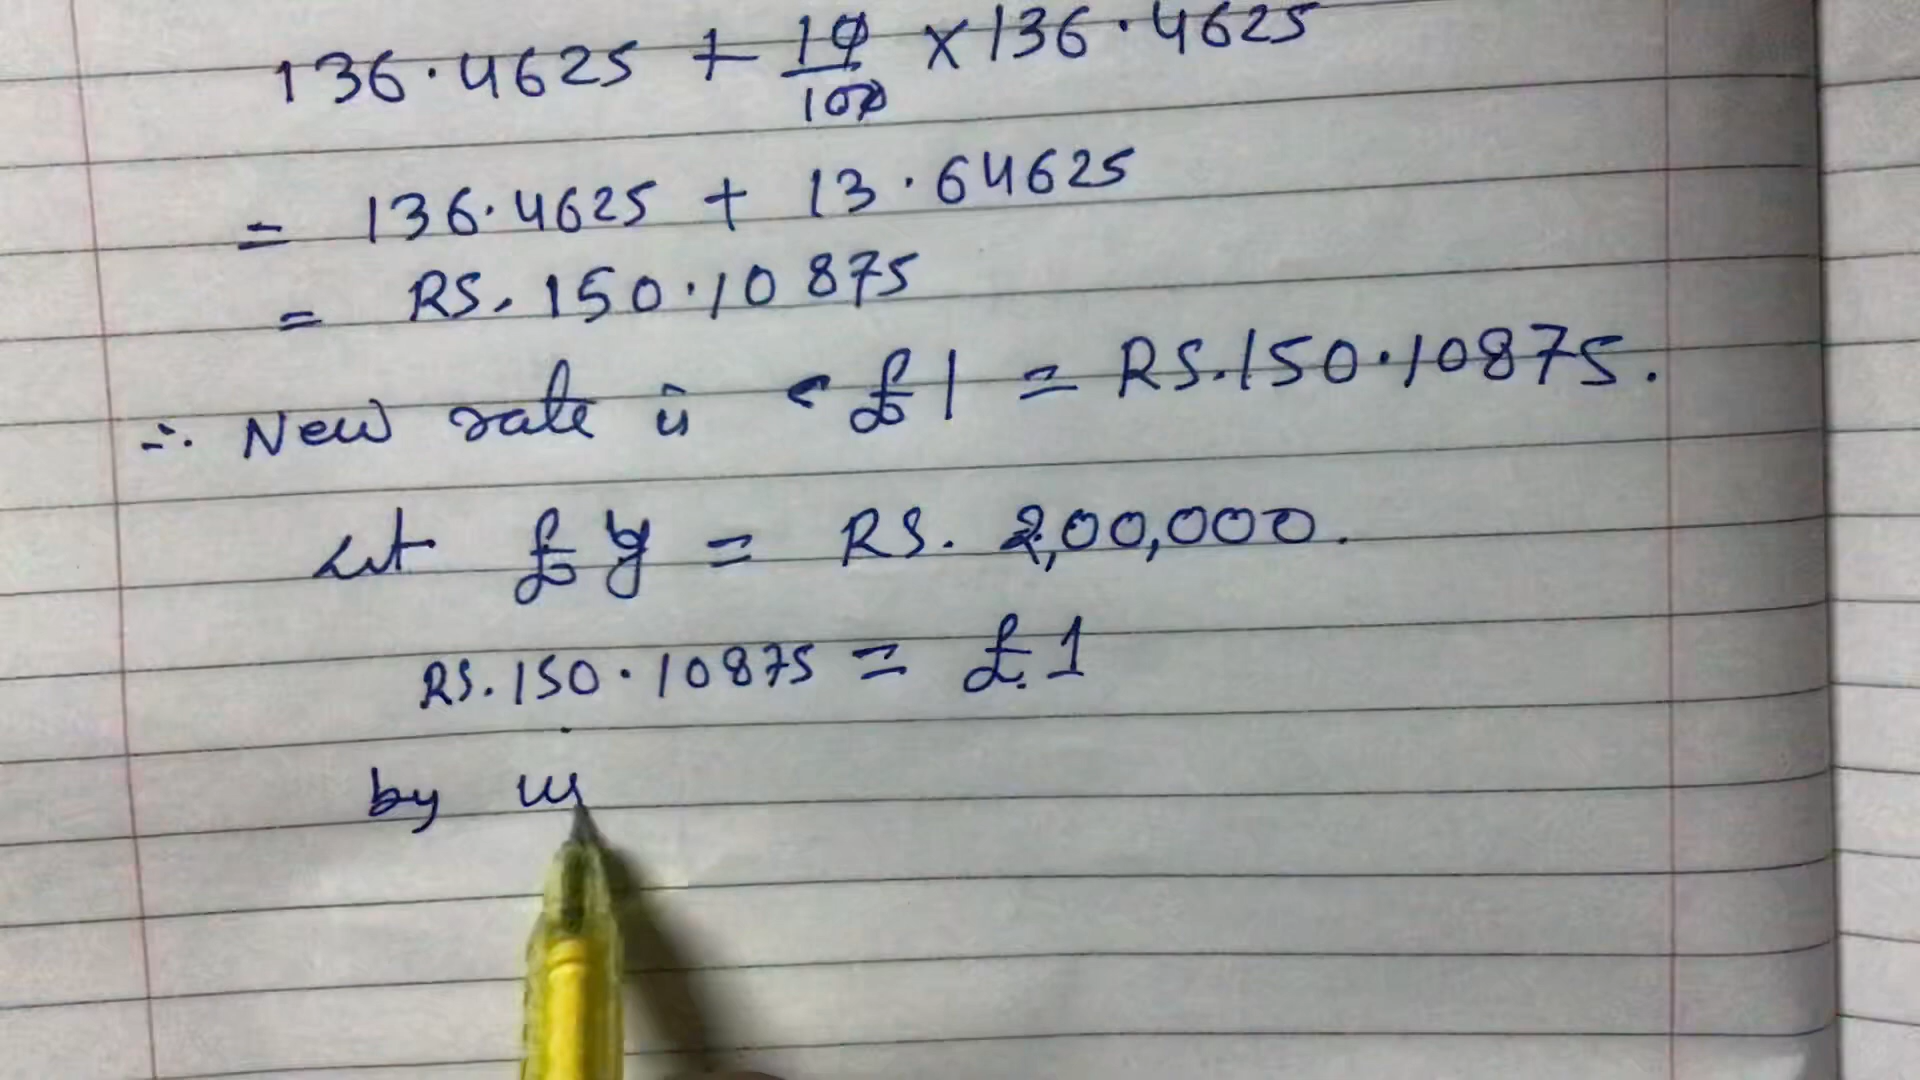 136.4625 + 10/100 × 136.4625
= 136.4625 + 13.64625
= RS. 150.10875
∴ New rate is £1 = RS.150.10875.
Let £y = RS. 2,00,000.
RS.150.10875 = £.1
by us